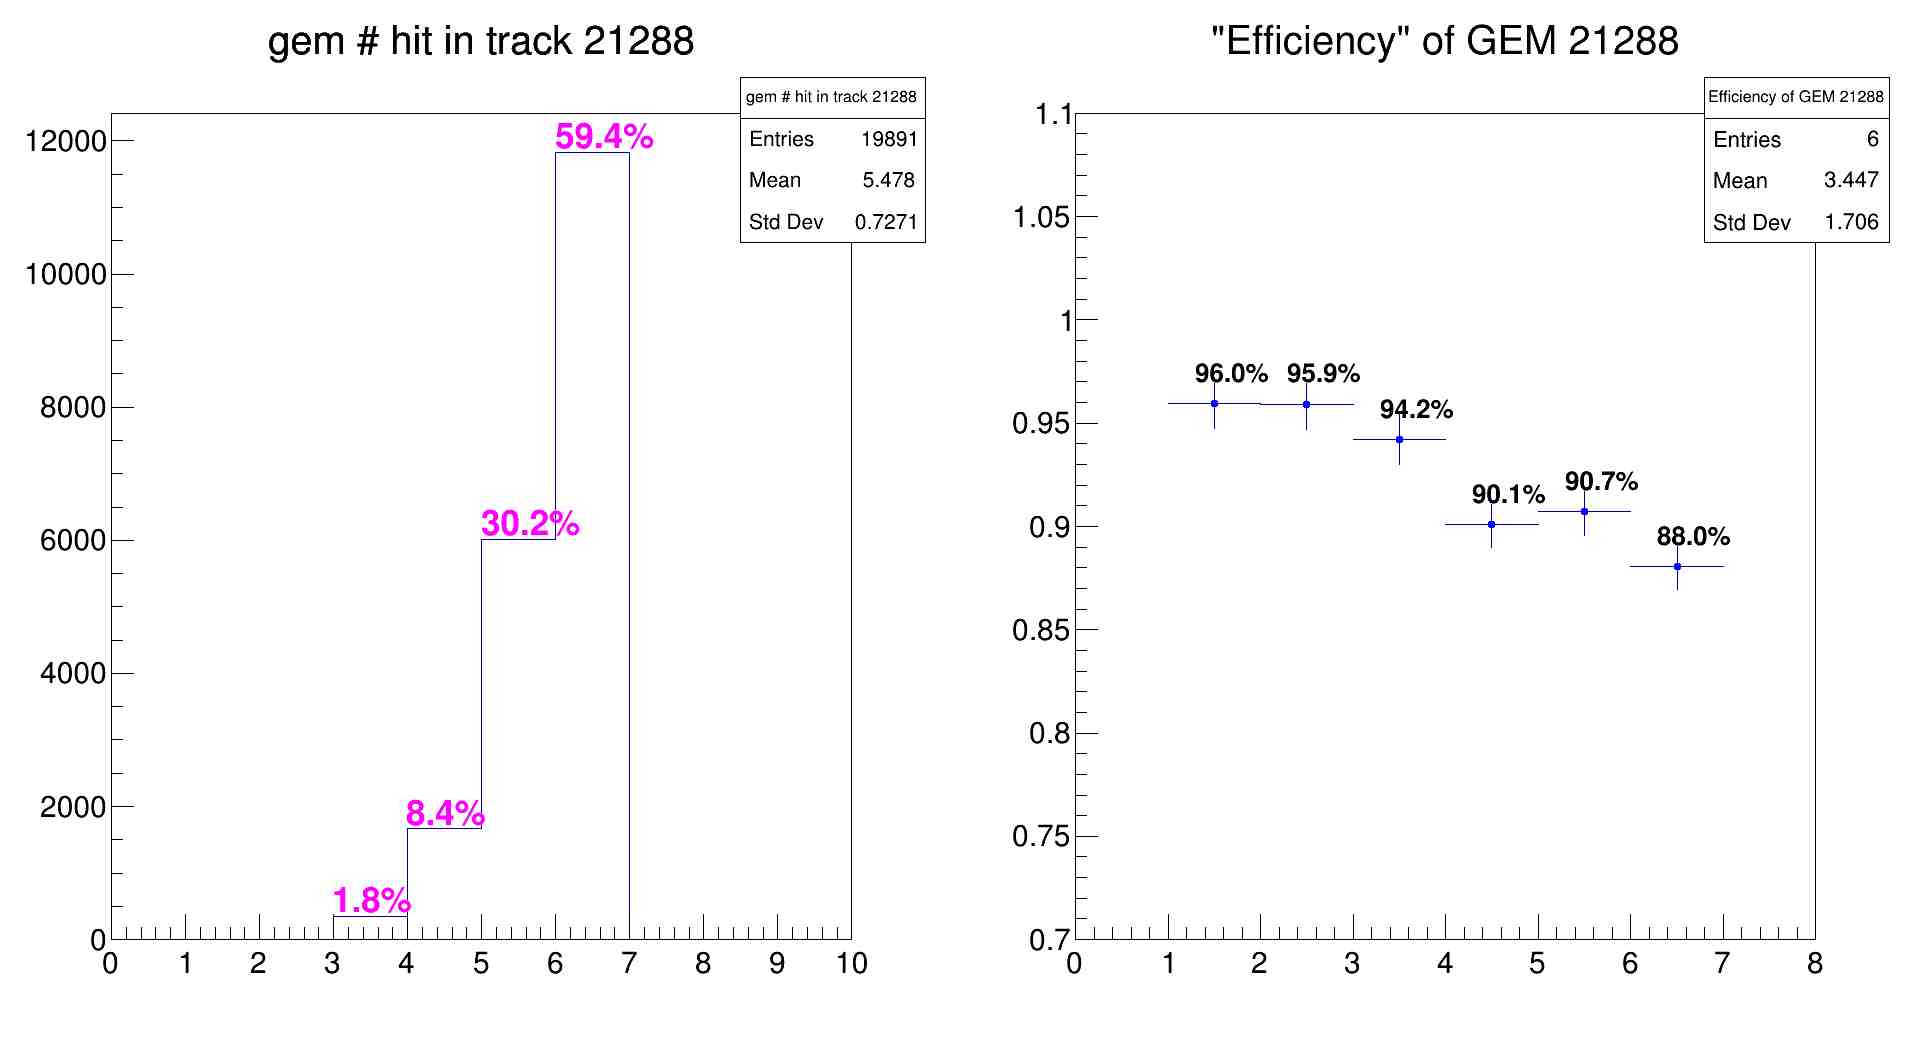 gem # hit in track 21288
gem # hit in track 21288
Entries 19891
Mean 5.478
Std Dev 0.7271
12000
10000
8000
6000
4000
2000
0
59.4%
30.2%
8.4%
1.8%
0 1 2 3 4 5 6 7 8 9 10
"Efficiency" of GEM 21288
Efficiency of GEM 21288
Entries 6
Mean 3.447
Std Dev 1.706
1.1
1.05
1
0.95
0.9
0.85
0.8
0.75
0.7
96.0% 95.9%
94.2%
90.1% 90.7%
88.0%
0 1 2 3 4 5 6 7 8